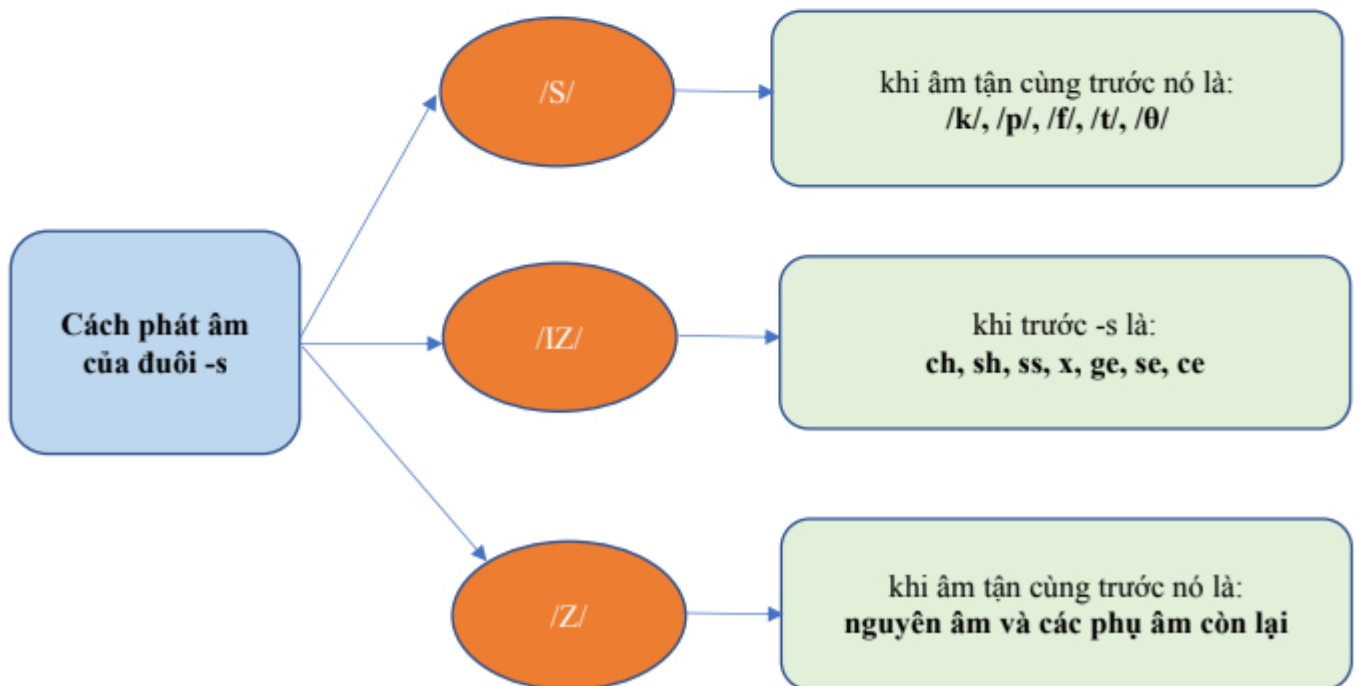 Cách phát âm
của đuôi -s
/S/
khi âm tận cùng trước nó là:
/k/, /p/, /f/, /t/, /θ/
/IZ/
khi trước -s là:
ch, sh, ss, x, ge, se, ce
/Z/
khi âm tận cùng trước nó là:
nguyên âm và các phụ âm còn lại